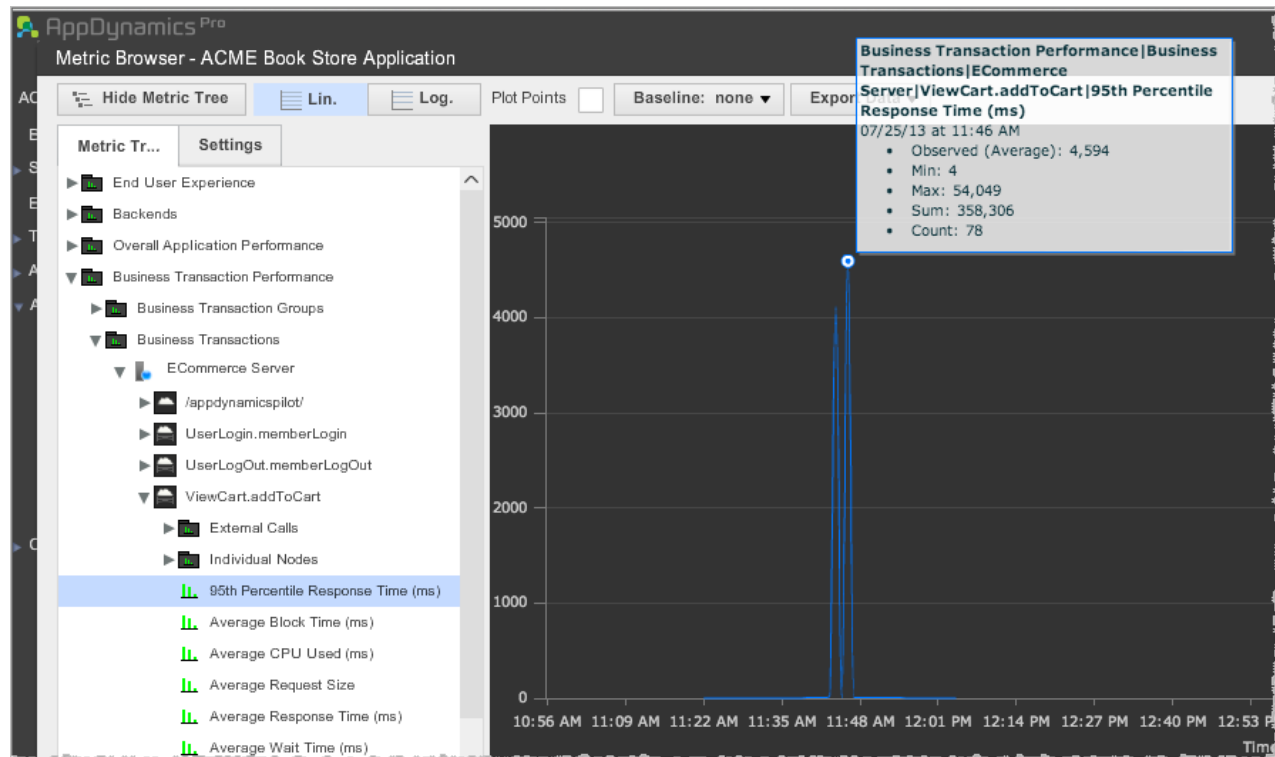 AppDynamics Pro
Metric Browser - ACME Book Store Application
Hide Metric Tree
Lin.
Log.
Plot Points
Baseline: none
Export Data
Metric Tr...
Settings
End User Experience
Backends
Overall Application Performance
Business Transaction Performance
Business Transaction Groups
Business Transactions
ECommerce Server
/appdynamicspilot/
UserLogin.memberLogin
UserLogOut.memberLogOut
ViewCart.addToCart
External Calls
Individual Nodes
95th Percentile Response Time (ms)
Average Block Time (ms)
Average CPU Used (ms)
Average Request Size
Average Response Time (ms)
Average Wait Time (ms)
Business Transaction Performance|Business
Transactions|ECommerce
Server|ViewCart.addToCart|95th Percentile
Response Time (ms)
07/25/13 at 11:46 AM
• Observed (Average): 4,594
• Min: 4
• Max: 54,049
• Sum: 358,306
• Count: 78
5000
4000
3000
2000
1000
0
10:56 AM 11:09 AM 11:22 AM 11:35 AM 11:48 AM 12:01 PM 12:14 PM 12:27 PM 12:40 PM 12:53